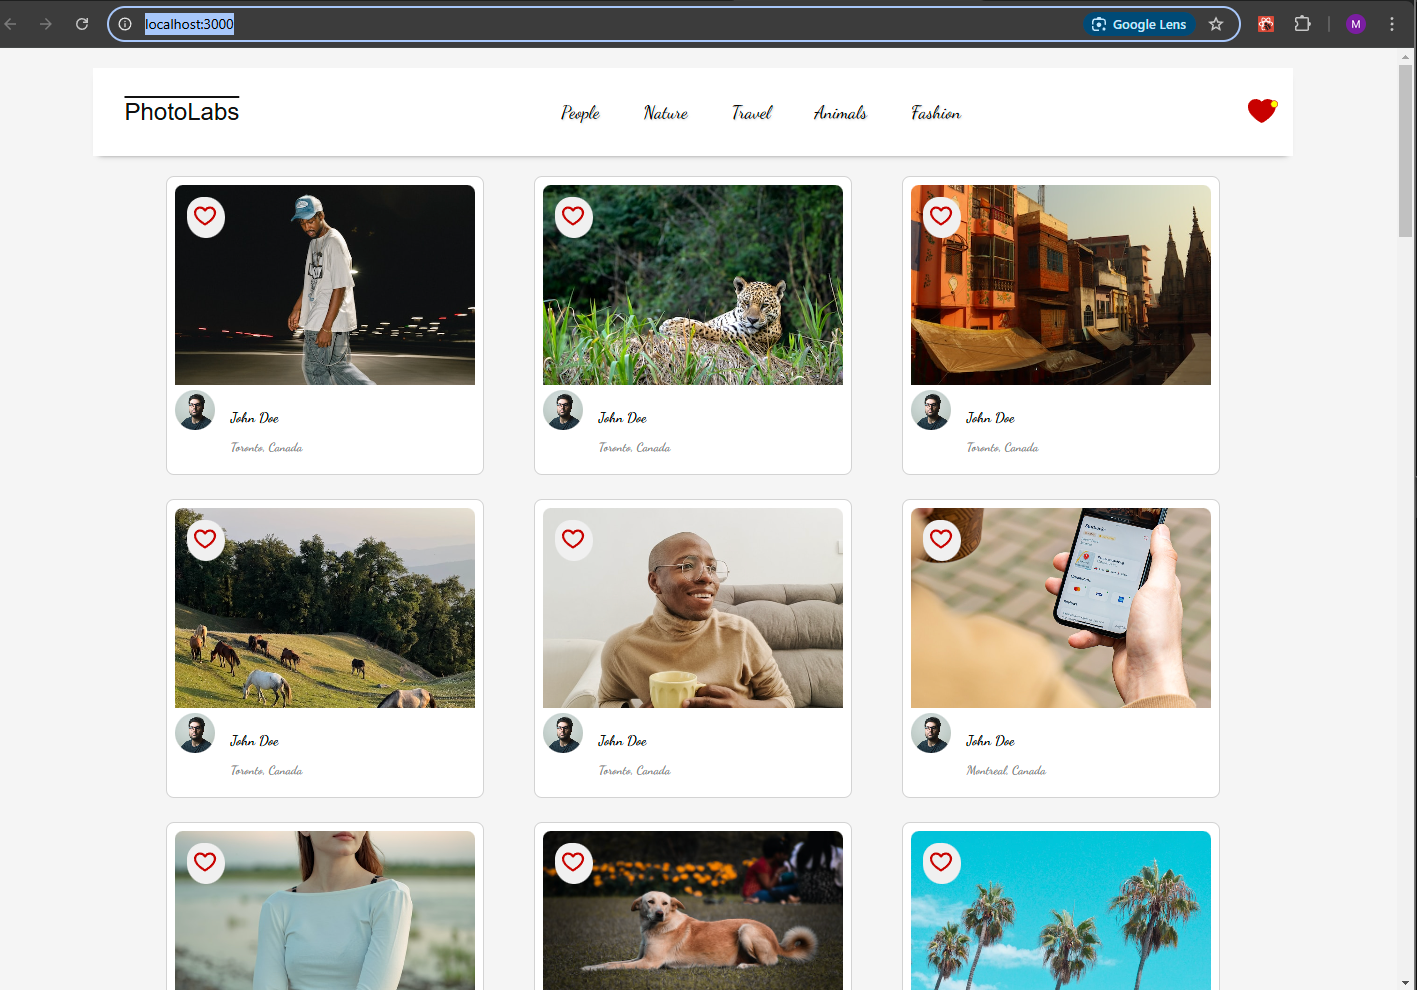 localhost:3000
Google Lens
M
PhotoLabs
People Nature Travel Animals Fashion
John Doe
Toronto, Canada
John Doe
Toronto, Canada
John Doe
Toronto, Canada
John Doe
Toronto, Canada
John Doe
Toronto, Canada
John Doe
Montreal, Canada